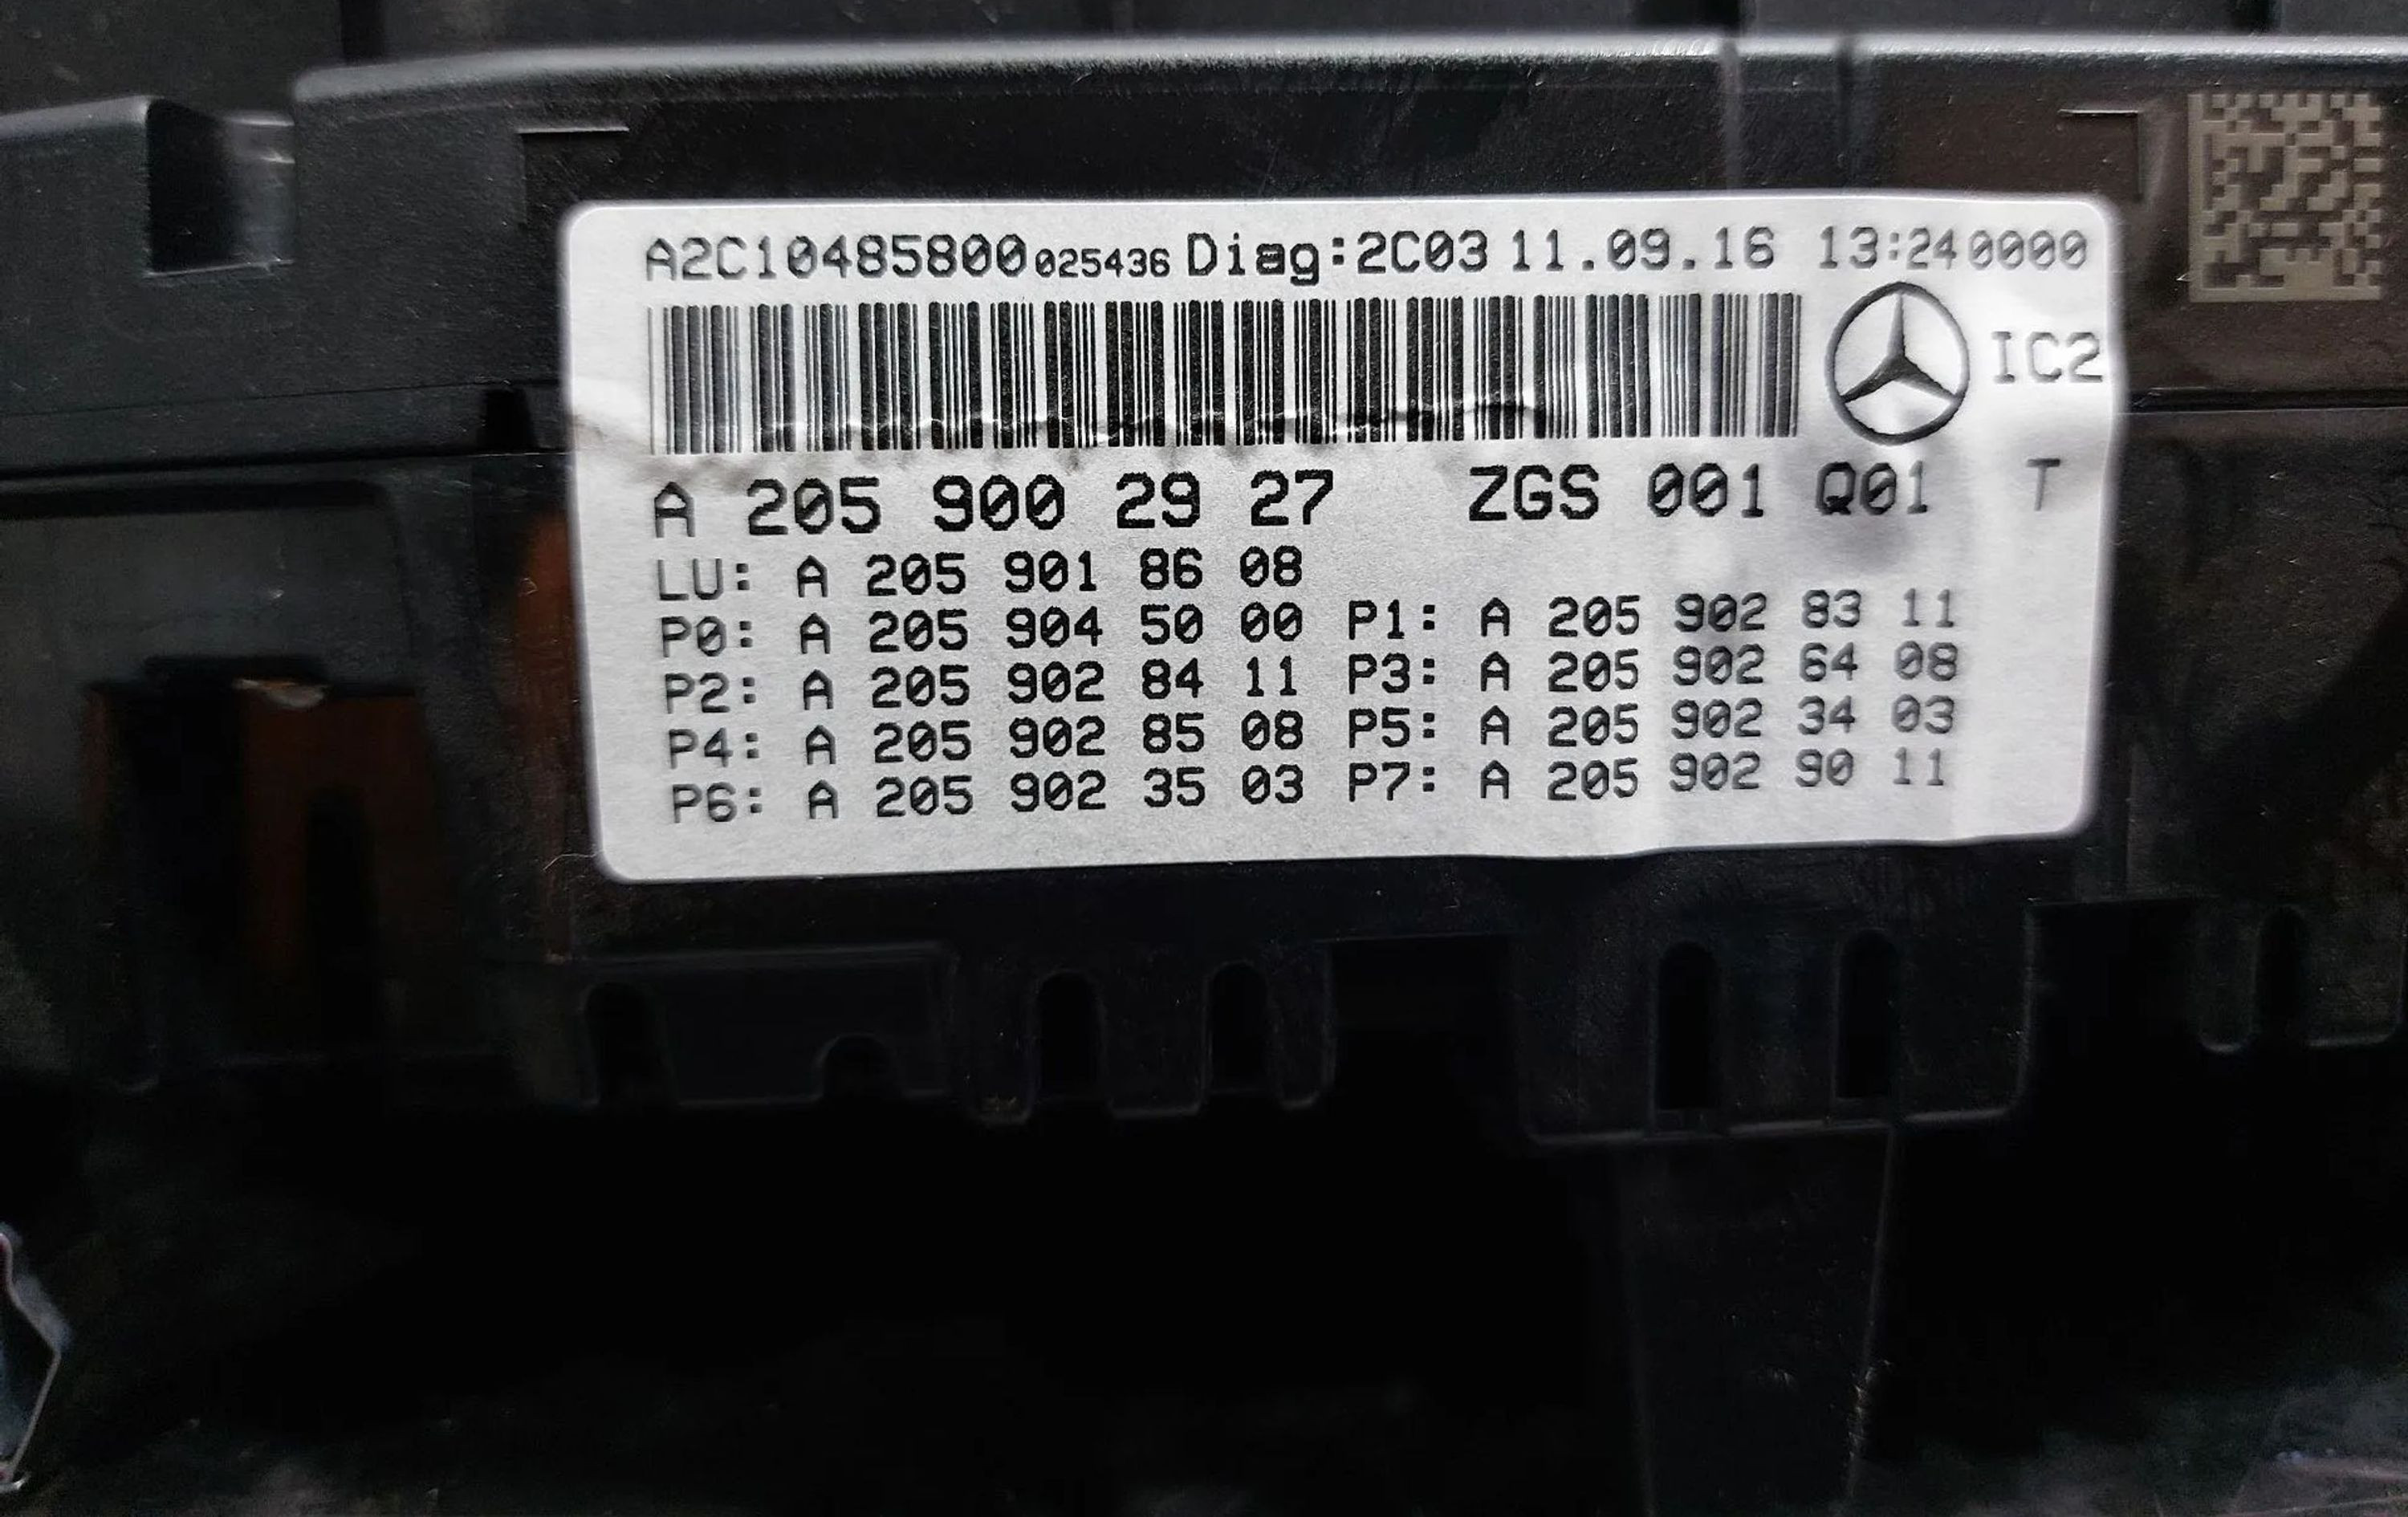 A2C10485800025436 Diag:2C03 11.09.16 13:24 0000
IC2
A 205 900 29 27 ZGS 001 Q01 T
LU: A 205 901 86 08
P0: A 205 904 50 00 P1: A 205 902 83 11
P2: A 205 902 84 11 P3: A 205 902 64 08
P4: A 205 902 85 08 P5: A 205 902 34 03
P6: A 205 902 35 03 P7: A 205 902 90 11